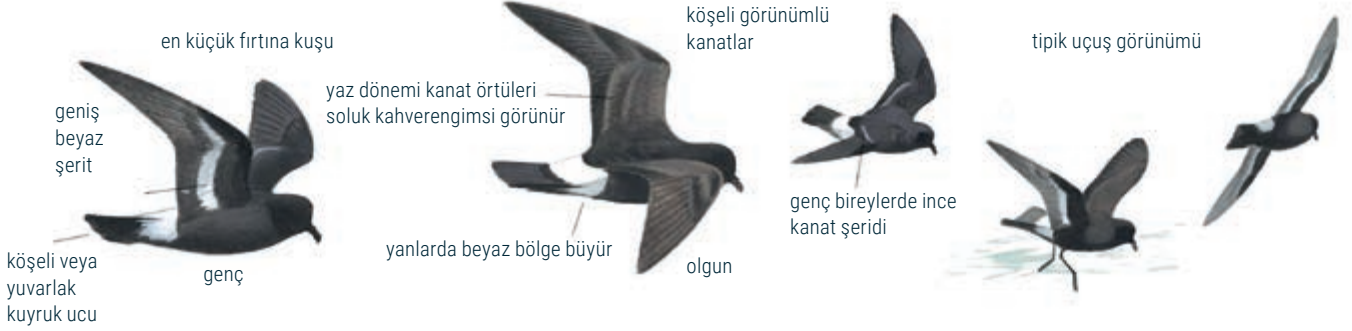 en küçük fırtına kuşu
geniş
beyaz
şerit
köşeli veya
yuvarlak
kuyruk ucu
genç
yaz dönemi kanat örtüleri
soluk kahverengimsi görünür
yanlarda beyaz bölge büyür
olgun
köşeli görünümlü
kanatlar
genç bireylerde ince
kanat şeridi
tipik uçuş görünümü